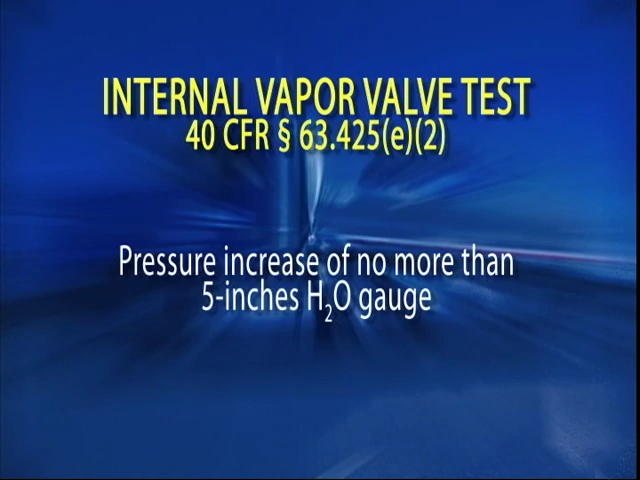 INTERNAL VAPOR VALVE TEST
40 CFR § 63.425(e)(2)
Pressure increase of no more than
5-inches H₂O gauge